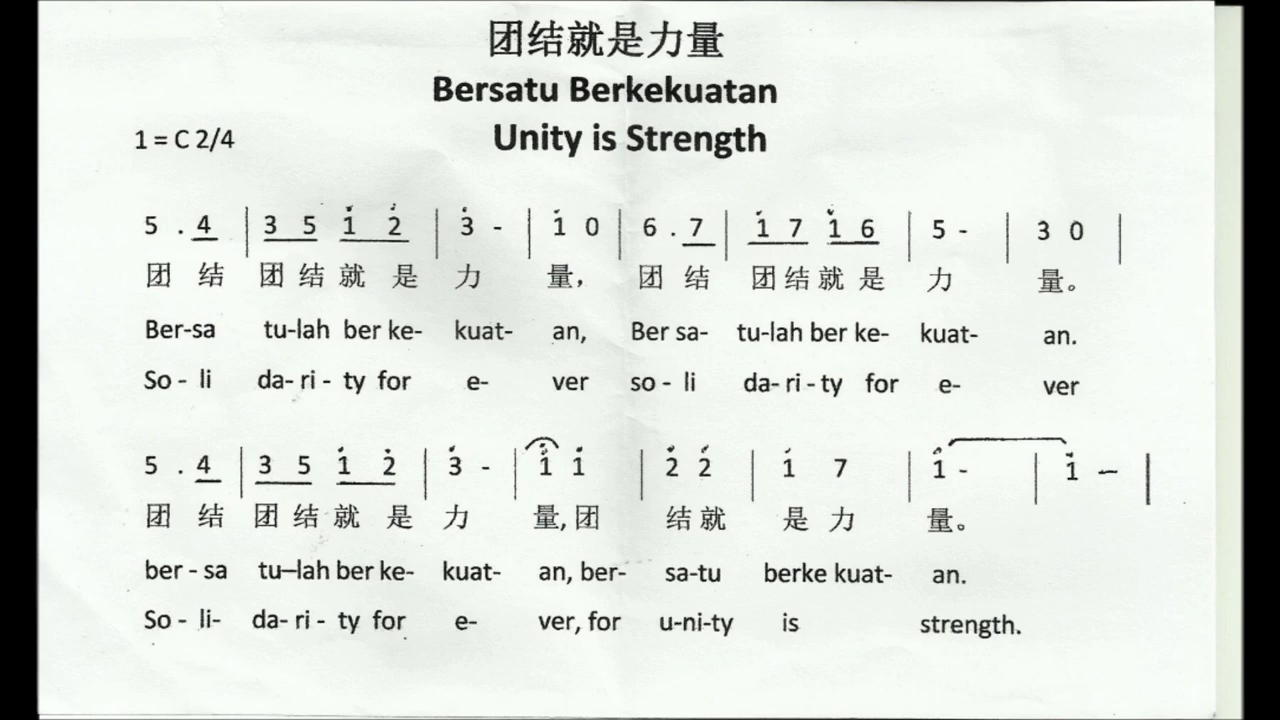 团结就是力量
Bersatu Berkekuatan
Unity is Strength
1 = C 2/4
5 . 4 | 3 5 1̇ 2̇ | 3̇ - | 1̇ 0 | 6 . 7 | 1̇ 7 1̇ 6 | 5 - | 3 0 |
团 结 团 结 就 是 力 量, 团 结 团 结 就 是 力 量。
Ber-sa tu-lah ber ke- kuat- an, Ber sa- tu-lah ber ke- kuat- an.
So - li da- ri - ty for e- ver so - li da- ri - ty for e- ver
5 . 4 | 3 5 1̇ 2̇ | 3̇ - | 1̇ 1̇ | 2̇ 2̇ | 1̇ 7 | 1̇ - | 1̇ – |
团 结 团 结 就 是 力 量, 团 结 就 是 力 量。
ber - sa tu–lah ber ke- kuat- an, ber- sa-tu berke kuat- an.
So - li- da- ri - ty for e- ver, for u-ni-ty is strength.